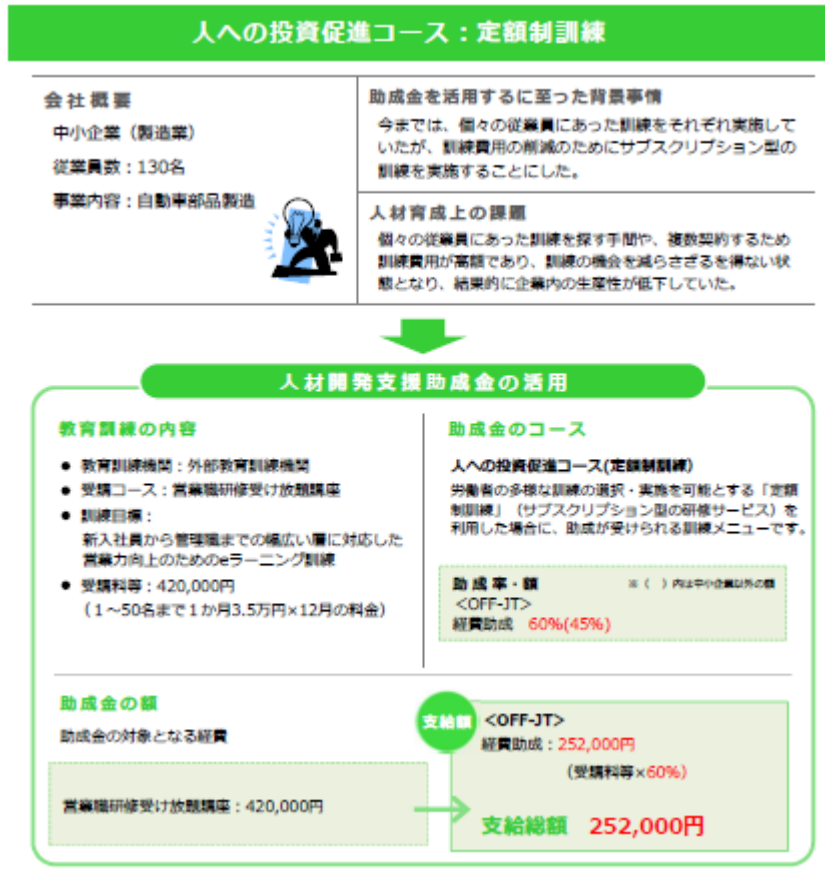 人への投資促進コース：定額制訓練
会社概要
中小企業（製造業）
従業員数：130名
事業内容：自動車部品製造
助成金を活用するに至った背景事情
今までは、個々の従業員にあった訓練をそれぞれ実施して
いたが、訓練費用の削減のためにサブスクリプション型の
訓練を実施することにした。
人材育成上の課題
個々の従業員にあった訓練を探す手間や、複数契約するため
訓練費用が高額であり、訓練の機会を減らさざるを得ない状
態となり、結果的に企業内の生産性が低下していた。
人材開発支援助成金の活用
教育訓練の内容
● 教育訓練機関：外部教育訓練機関
● 受講コース：営業職研修受け放題講座
● 訓練目標：
新入社員から管理職までの幅広い層に対応した
営業力向上のためのeラーニング訓練
● 受講料等：420,000円
（１～50名まで１か月3.5万円×12月の料金）
助成金のコース
人への投資促進コース(定額制訓練)
労働者の多様な訓練の選択・実施を可能とする「定額
制訓練」（サブスクリプション型の研修サービス）を
利用した場合に、助成が受けられる訓練メニューです。
助成率・額 ※（ ）内は中小企業以外の額
<OFF-JT>
経費助成 60%(45%)
助成金の額
助成金の対象となる経費
営業職研修受け放題講座：420,000円
支給額
<OFF-JT>
経費助成：252,000円
（受講料等×60%）
支給総額 252,000円